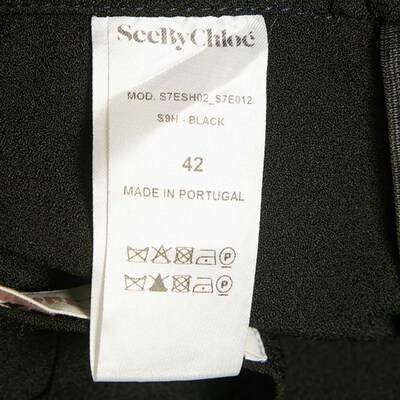 SeeByChloé
MOD. S7ESH02_S7E012
S9H - BLACK
42
MADE IN PORTUGAL
P
P